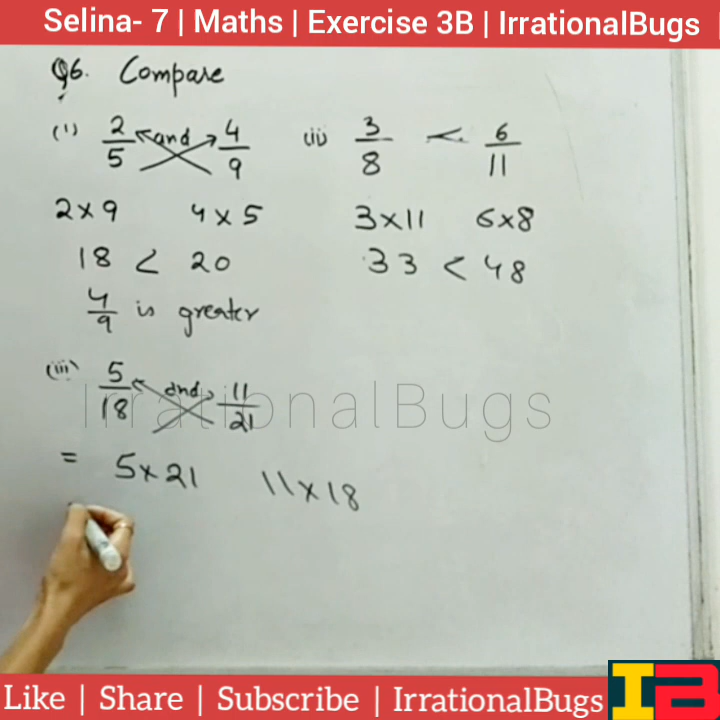 Selina- 7 | Maths | Exercise 3B | IrrationalBugs
Q6. Compare
(i) 2/5 and 4/9 (ii) 3/8 < 6/11
2×9 4×5 3×11 6×8
18 < 20 33 < 48
4/9 is greater
(iii) 5/18 and 11/21
IrrationalBugs
= 5×21 11×18
Like | Share | Subscribe | IrrationalBugs
IB